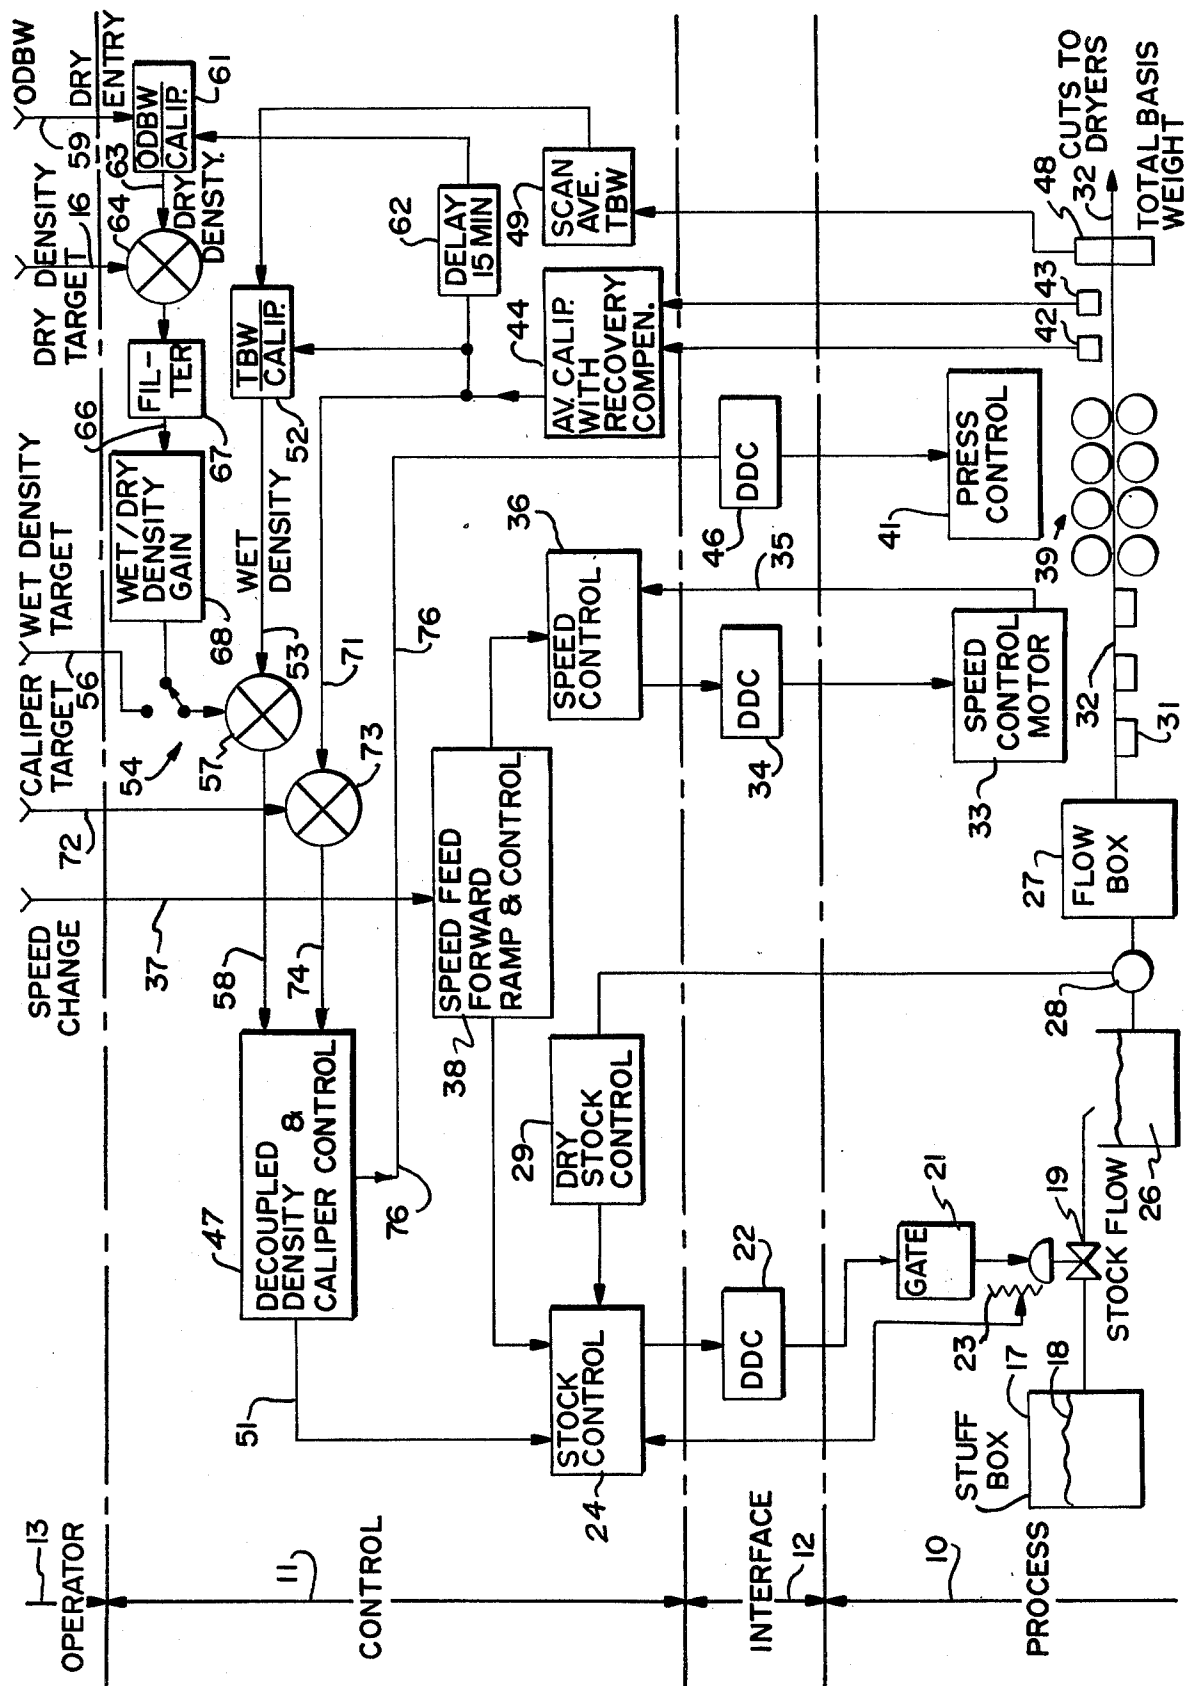 13
OPERATOR
11
CONTROL
INTERFACE
12
10
PROCESS
SPEED
CHANGE
37
CALIPER
TARGET
72
WET DENSITY
TARGET
56
54
DRY DENSITY
TARGET
16
ODBW
59
DRY
ENTRY
ODBW
CALIP.
61
63
DRY
DENSTY.
64
FIL-
TER
66
67
WET/DRY
DENSITY
GAIN
68
57
53
WET
DENSITY
TBW
CALIP.
52
58
74
73
71
76
DECOUPLED
DENSITY &
CALIPER CONTROL
47
76
51
SPEED FEED
FORWARD
RAMP & CONTROL
38
DELAY
15 MIN
62
SCAN
AVE.
TBW
49
AV. CALIP.
WITH
RECOVERY
COMPEN.
44
SPEED
CONTROL
36
DRY
STOCK
CONTROL
29
STOCK
CONTROL
24
DDC
22
DDC
34
DDC
46
35
GATE
21
23
SPEED
CONTROL
MOTOR
33
PRESS
CONTROL
41
39
STUFF
BOX
17
18
19
STOCK FLOW
26
28
FLOW
BOX
27
31
32
42
43
48
32
CUTS TO
DRYERS
TOTAL BASIS
WEIGHT